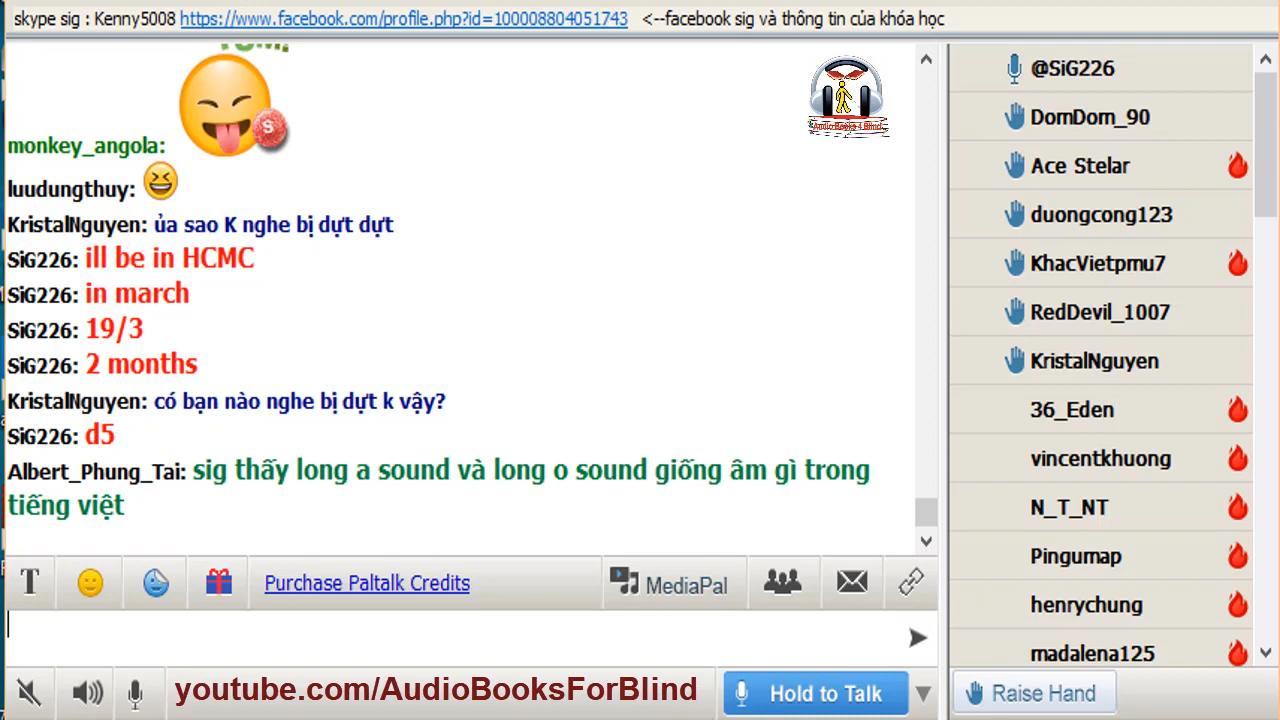 skype sig : Kenny5008 https://www.facebook.com/profile.php?id=100008804051743 <--facebook sig và thông tin của khóa học
monkey_angola:
luudungthuy:
KristalNguyen: ủa sao K nghe bị dựt dựt
SiG226: ill be in HCMC
SiG226: in march
SiG226: 19/3
SiG226: 2 months
KristalNguyen: có bạn nào nghe bị dựt k vậy?
SiG226: d5
Albert_Phung_Tai: sig thấy long a sound và long o sound giống âm gì trong
tiếng việt
AudioBooks 4 Blind
@SiG226
DomDom_90
Ace Stelar
duongcong123
KhacVietpmu7
RedDevil_1007
KristalNguyen
36_Eden
vincentkhuong
N_T_NT
Pingumap
henrychung
madalena125
T
Purchase Paltalk Credits
MediaPal
youtube.com/AudioBooksForBlind
Hold to Talk
Raise Hand